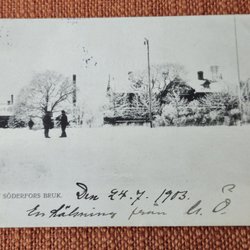 SÖDERFORS BRUK.
Den 24.7.1903.
En hälsning från A. Ö.